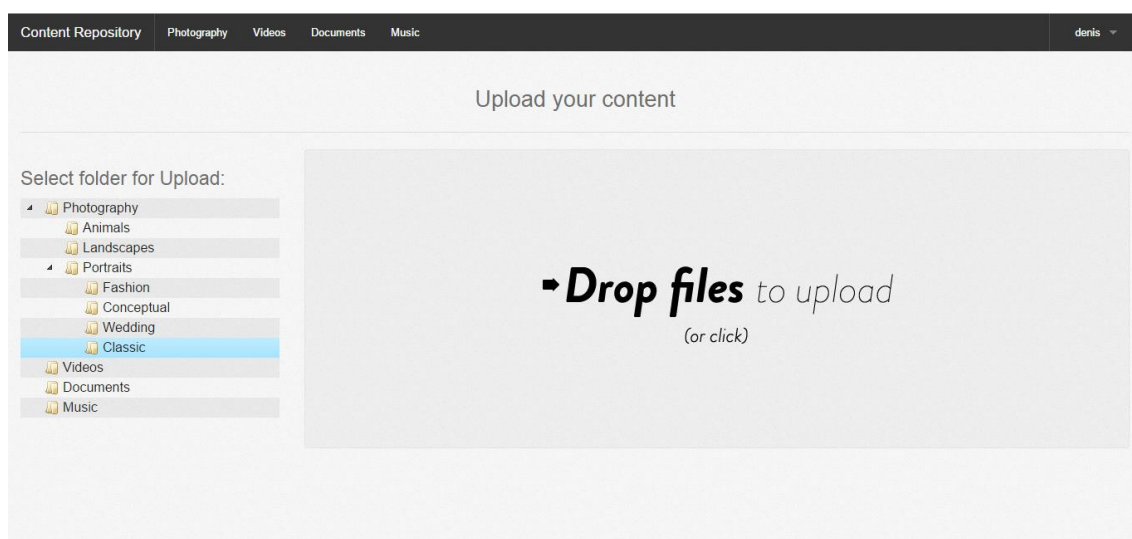 Content Repository Photography Videos Documents Music denis
Upload your content
Select folder for Upload:
Photography
Animals
Landscapes
Portraits
Fashion
Conceptual
Wedding
Classic
Videos
Documents
Music
Drop files to upload
(or click)